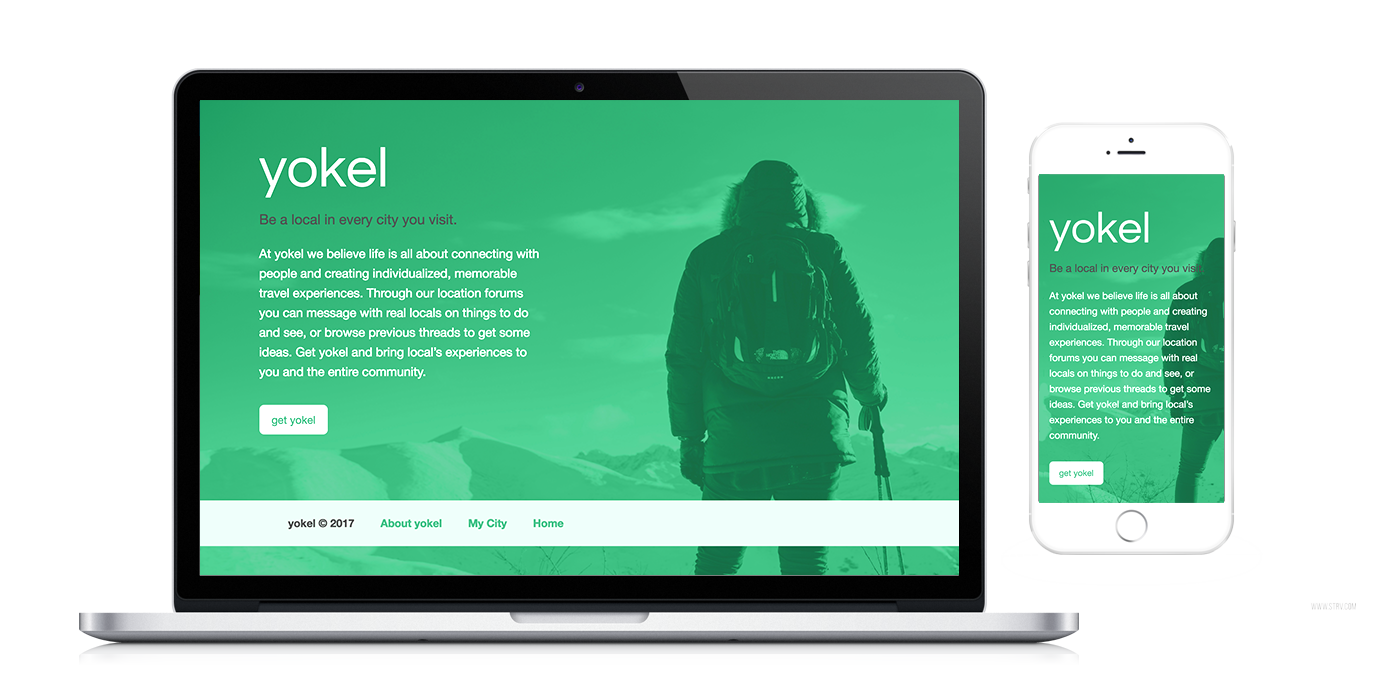 yokel
Be a local in every city you visit.
At yokel we believe life is all about connecting with
people and creating individualized, memorable
travel experiences. Through our location forums
you can message with real locals on things to do
and see, or browse previous threads to get some
ideas. Get yokel and bring local's experiences to
you and the entire community.
get yokel
yokel © 2017 About yokel My City Home
yokel
Be a local in every city you visit.
At yokel we believe life is all about
connecting with people and creating
individualized, memorable travel
experiences. Through our location
forums you can message with real
locals on things to do and see, or
browse previous threads to get some
ideas. Get yokel and bring local's
experiences to you and the entire
community.
get yokel
WWW.STRV.COM